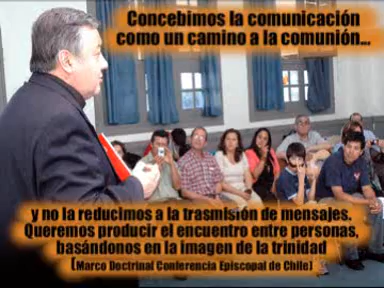 Concebimos la comunicación
como un camino a la comunión...
y no la reducimos a la trasmisión de mensajes.
Queremos producir el encuentro entre personas,
basándonos en la imagen de la trinidad
(Marco Doctrinal Conferencia Episcopal de Chile)